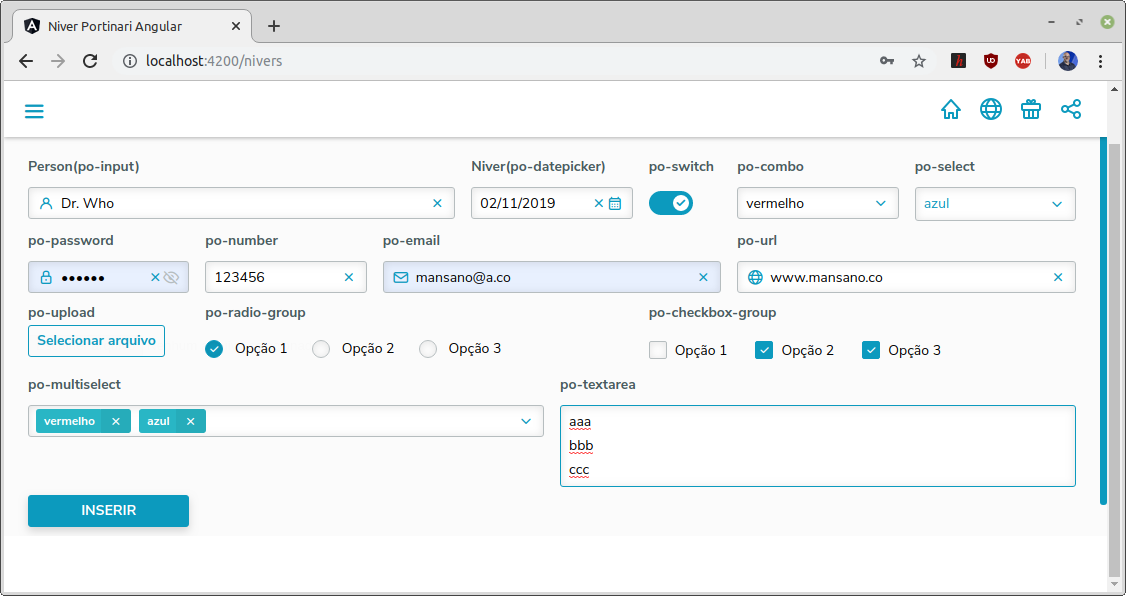 Niver Portinari Angular
localhost:4200/nivers
h UD YAB
Person(po-input) Niver(po-datepicker) po-switch po-combo po-select
Dr. Who 02/11/2019 vermelho azul
po-password po-number po-email po-url
•••••• 123456 mansano@a.co www.mansano.co
po-upload po-radio-group po-checkbox-group
Selecionar arquivo Opção 1 Opção 2 Opção 3 Opção 1 Opção 2 Opção 3
po-multiselect po-textarea
vermelho azul
aaa
bbb
ccc
INSERIR